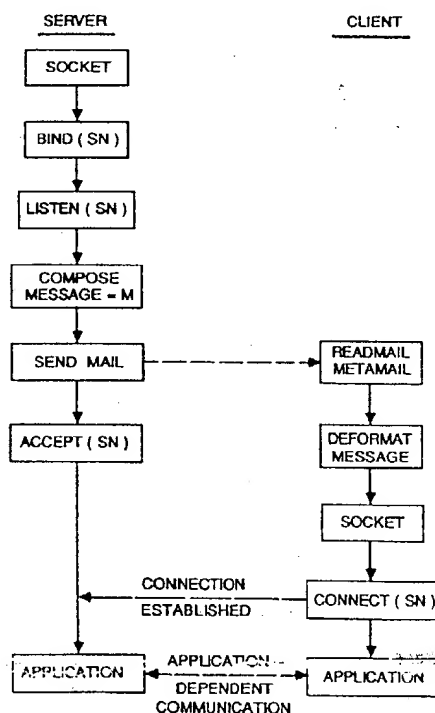 SERVER
CLIENT
SOCKET
BIND ( SN )
LISTEN ( SN )
COMPOSE
MESSAGE = M
SEND MAIL
READMAIL
METAMAIL
ACCEPT ( SN )
DEFORMAT
MESSAGE
SOCKET
CONNECTION
ESTABLISHED
CONNECT ( SN )
APPLICATION
APPLICATION
DEPENDENT
COMMUNICATION
APPLICATION